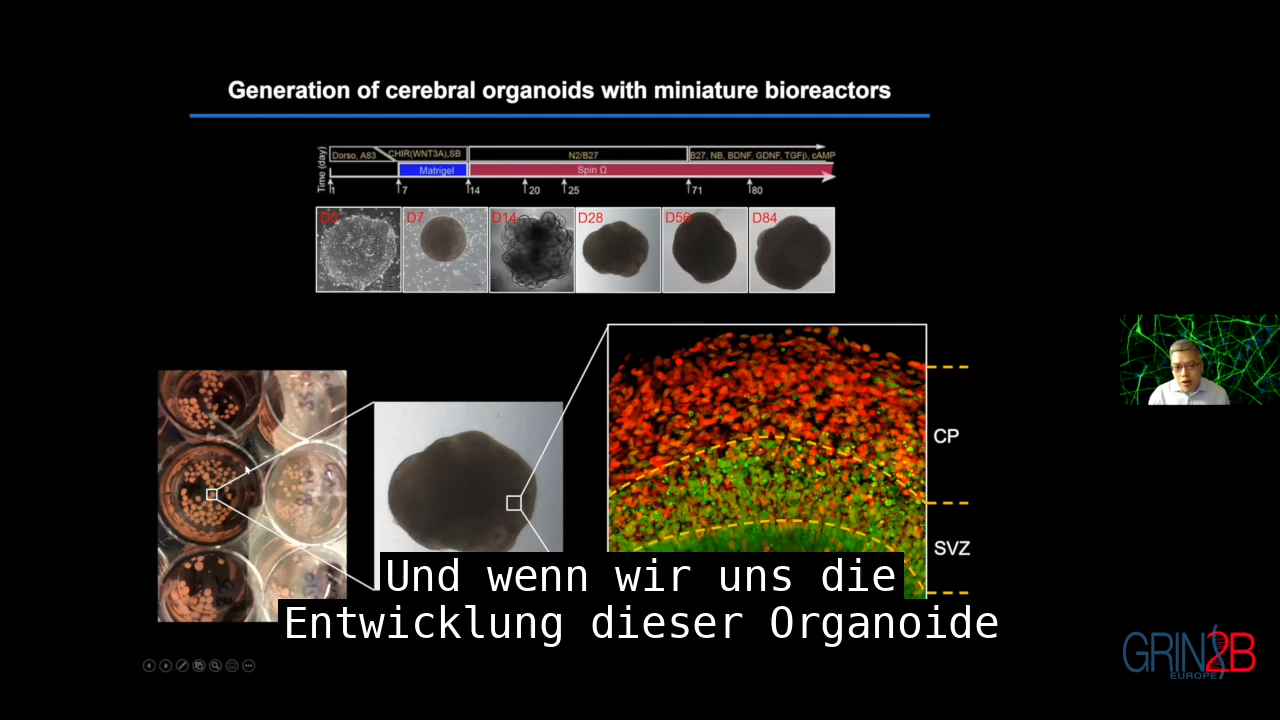 Generation of cerebral organoids with miniature bioreactors
Time (day)
Dorso, A83
CHIR(WNT3A),SB
N2/B27
B27, NB, BDNF, GDNF, TGFβ, cAMP
Matrigel
Spin Ω
1
7
14
20
25
71
80
D7
D14
D28
D56
D84
CP
SVZ
Und wenn wir uns die
Entwicklung dieser Organoide
GRIN2B
EUROPE